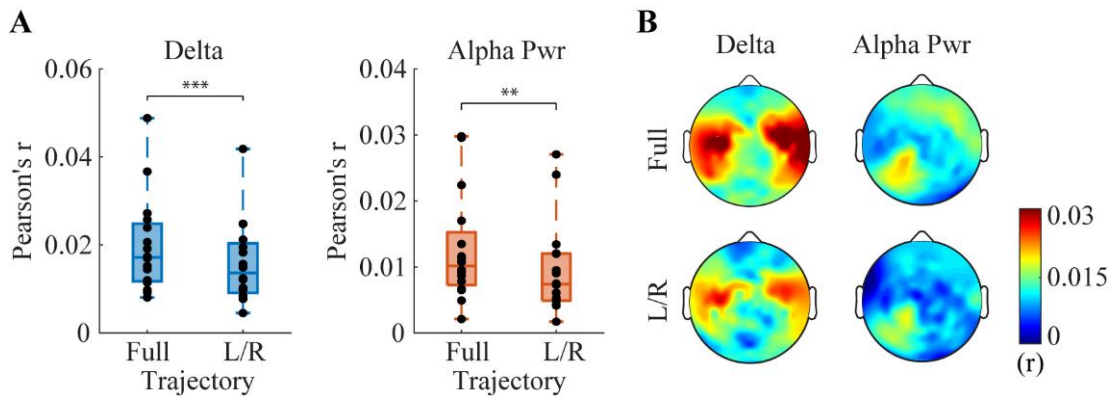 A
Delta
Pearson's r
0.06
0.04
0.02
0
***
Full
L/R
Trajectory
Alpha Pwr
Pearson's r
0.04
0.03
0.02
0.01
0
**
Full
L/R
Trajectory
B
Delta
Alpha Pwr
Full
L/R
0.03
0.015
0
(r)